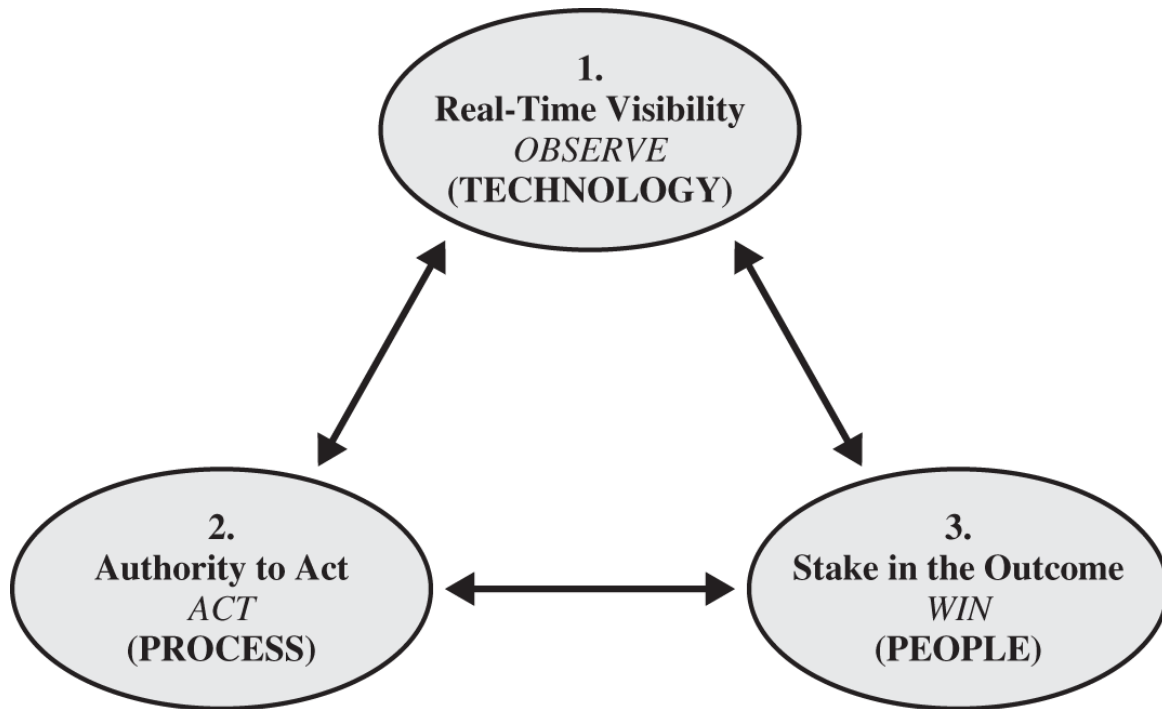 1.
Real-Time Visibility
OBSERVE
(TECHNOLOGY)
2.
Authority to Act
ACT
(PROCESS)
3.
Stake in the Outcome
WIN
(PEOPLE)